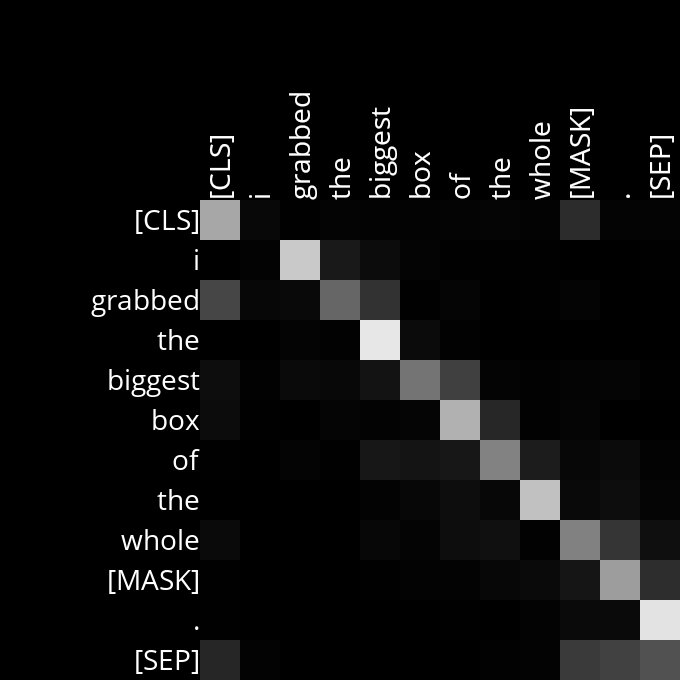 [CLS] i grabbed the biggest box of the whole [MASK] . [SEP]
[CLS]
i
grabbed
the
biggest
box
of
the
whole
[MASK]
.
[SEP]